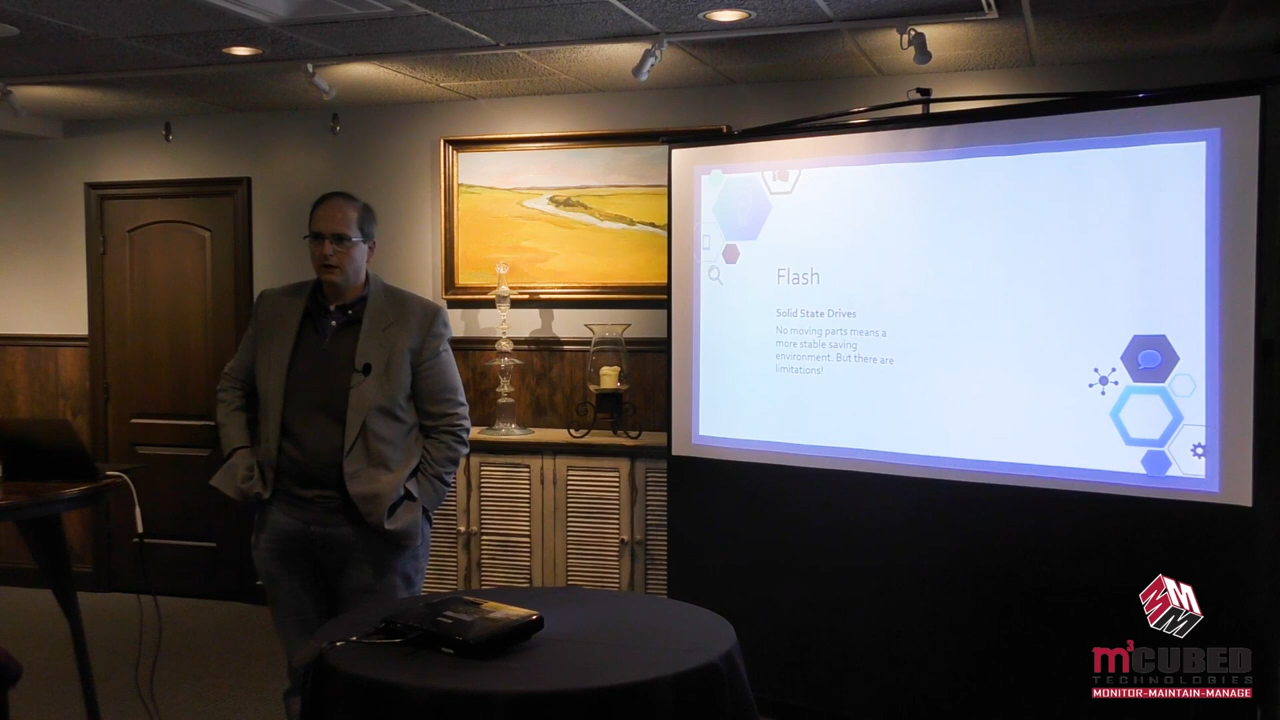 Flash
Solid State Drives
No moving parts means a
more stable saving
environment. But there are
limitations!
MMM
m³CUBED
TECHNOLOGIES
MONITOR-MAINTAIN-MANAGE